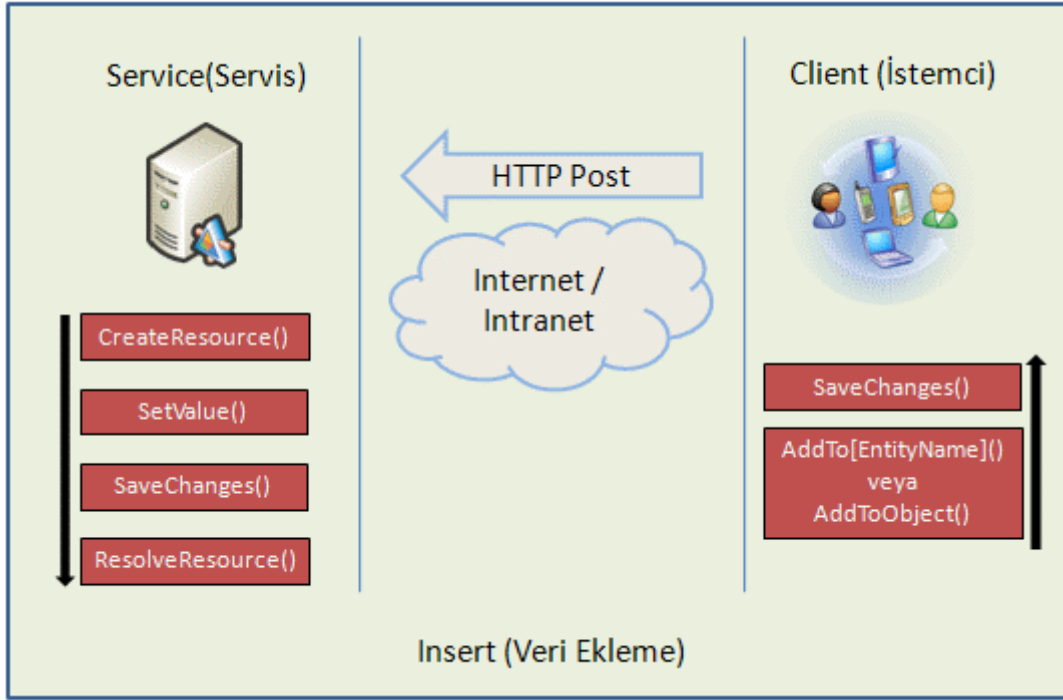 Service(Servis)
CreateResource()
SetValue()
SaveChanges()
ResolveResource()
HTTP Post
Internet /
Intranet
Client (İstemci)
SaveChanges()
AddTo[EntityName]()
veya
AddToObject()
Insert (Veri Ekleme)